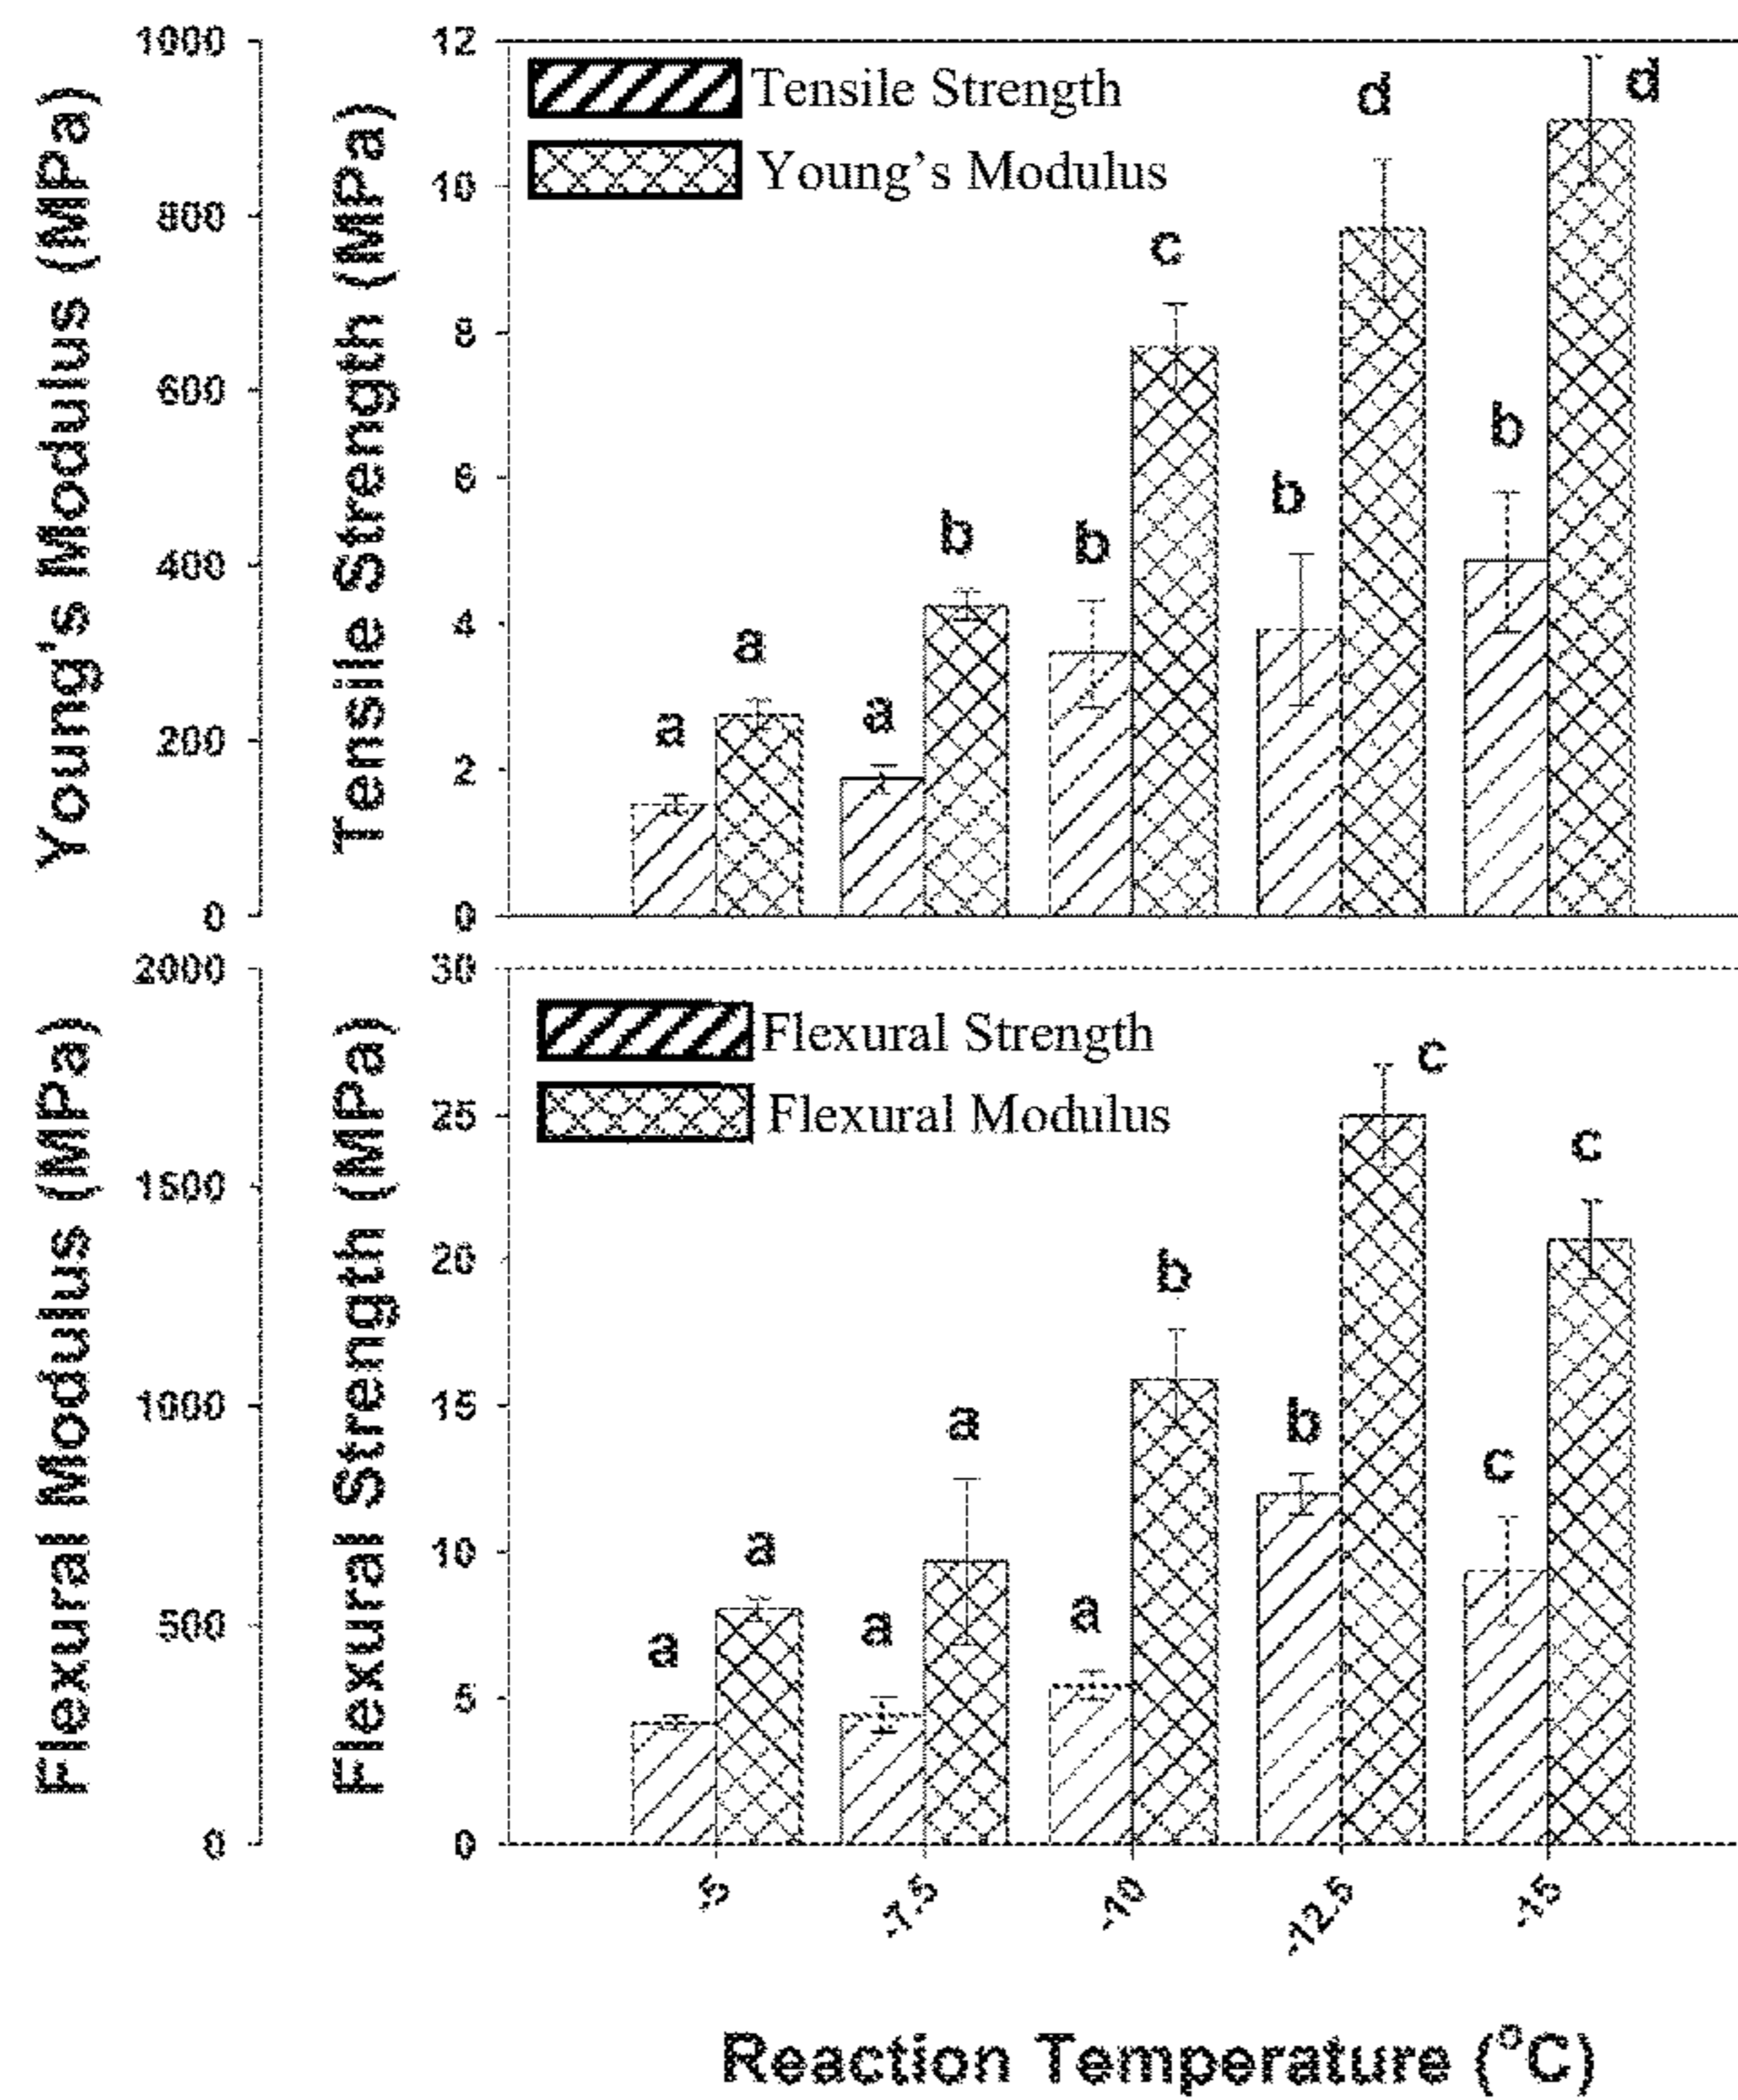 Young's Modulus (MPa)
1000
800
600
400
200
0
Tensile Strength (MPa)
12
10
8
6
4
2
0
Tensile Strength
Young's Modulus
a
a
a
b
b
c
b
d
b
d
Flexural Modulus (MPa)
2000
1500
1000
500
0
Flexural Strength (MPa)
30
25
20
15
10
5
0
Flexural Strength
Flexural Modulus
a
a
a
a
a
b
b
c
c
c
-5
-7.5
-10
-12.5
-15
Reaction Temperature (°C)